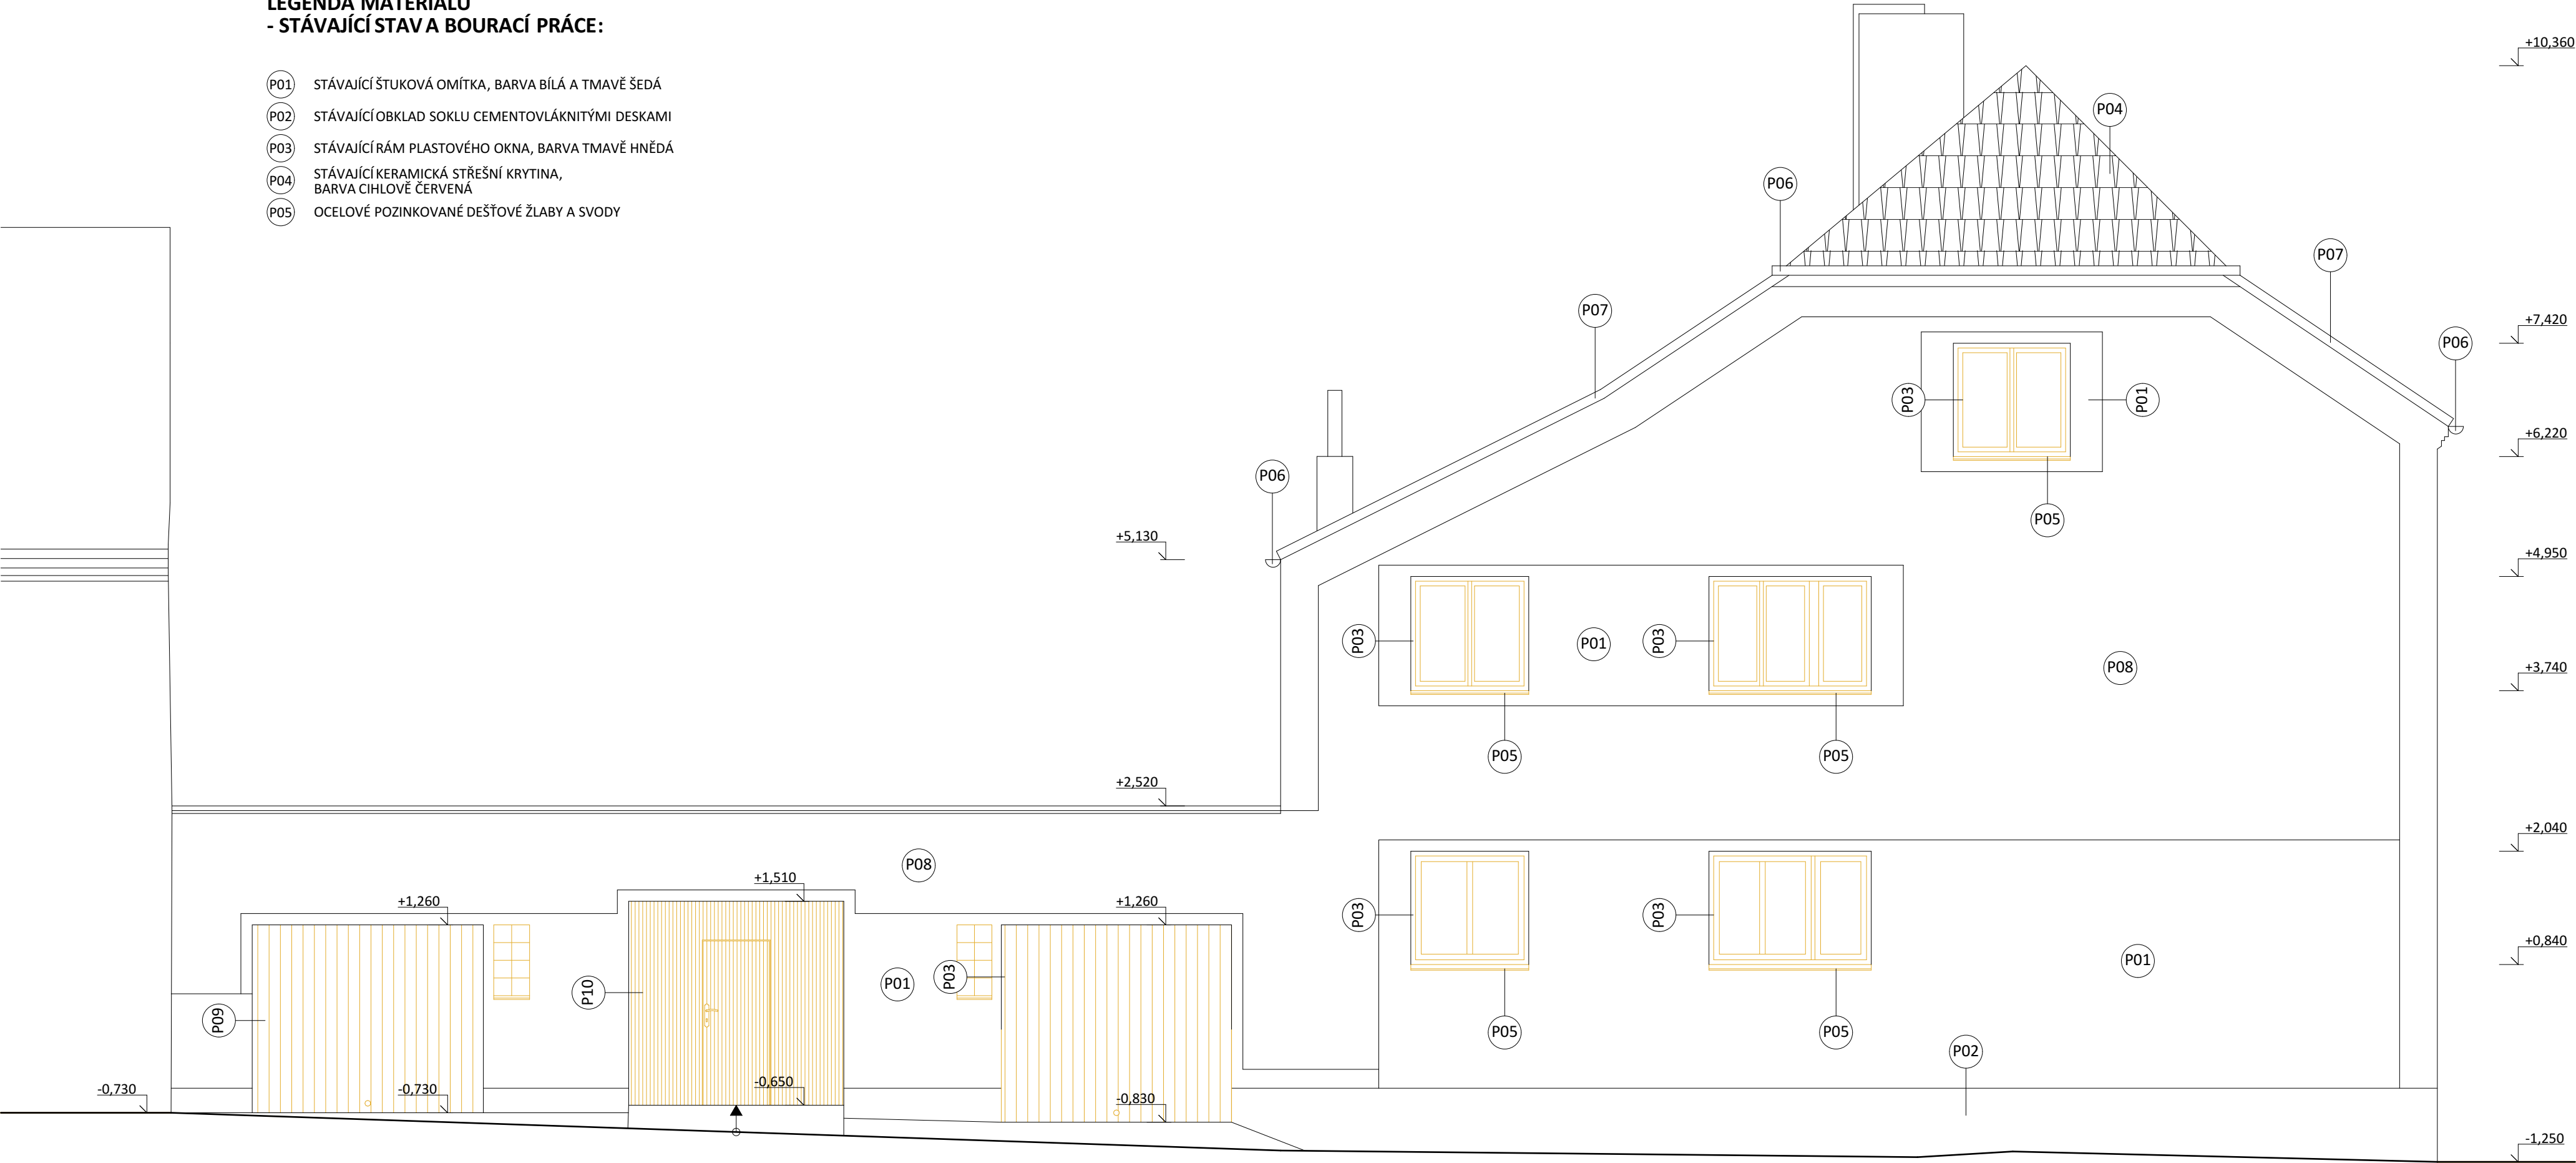 LEGENDA MATERIÁLŮ
- STÁVAJÍCÍ STAV A BOURACÍ PRÁCE:
P01 STÁVAJÍCÍ ŠTUKOVÁ OMÍTKA, BARVA BÍLÁ A TMAVĚ ŠEDÁ
P02 STÁVAJÍCÍ OBKLAD SOKLU CEMENTOVLÁKNITÝMI DESKAMI
P03 STÁVAJÍCÍ RÁM PLASTOVÉHO OKNA, BARVA TMAVĚ HNĚDÁ
P04 STÁVAJÍCÍ KERAMICKÁ STŘEŠNÍ KRYTINA,
BARVA CIHLOVĚ ČERVENÁ
P05 OCELOVÉ POZINKOVANÉ DEŠŤOVÉ ŽLABY A SVODY
+10,360
P04
P06
P07
P07
P06
+7,420
P03
P01
+6,220
P06
P05
+5,130
+4,950
P03
P01
P03
P08
+3,740
P05
P05
+2,520
+2,040
P08
+1,510
+1,260
+1,260
P03
P03
+0,840
P01
P10
P01
P03
P09
P05
P05
P02
-0,730
-0,730
-0,650
-0,830
-1,250